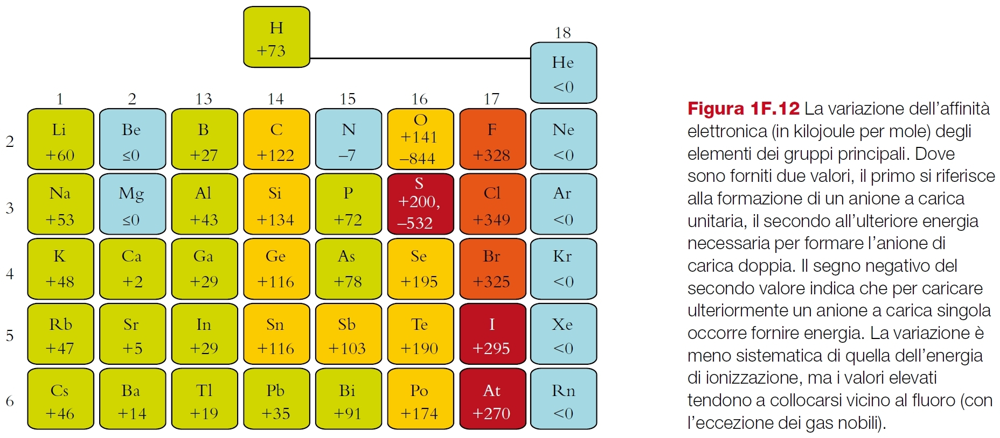 H
+73
18
He
<0
1 2 13 14 15 16 17
2
Li
+60
Be
≤0
B
+27
C
+122
N
–7
O
+141
–844
F
+328
Ne
<0
3
Na
+53
Mg
≤0
Al
+43
Si
+134
P
+72
S
+200,
–532
Cl
+349
Ar
<0
4
K
+48
Ca
+2
Ga
+29
Ge
+116
As
+78
Se
+195
Br
+325
Kr
<0
5
Rb
+47
Sr
+5
In
+29
Sn
+116
Sb
+103
Te
+190
I
+295
Xe
<0
6
Cs
+46
Ba
+14
Tl
+19
Pb
+35
Bi
+91
Po
+174
At
+270
Rn
<0
Figura 1F.12 La variazione dell’affinità
elettronica (in kilojoule per mole) degli
elementi dei gruppi principali. Dove
sono forniti due valori, il primo si riferisce
alla formazione di un anione a carica
unitaria, il secondo all’ulteriore energia
necessaria per formare l’anione di
carica doppia. Il segno negativo del
secondo valore indica che per caricare
ulteriormente un anione a carica singola
occorre fornire energia. La variazione è
meno sistematica di quella dell’energia
di ionizzazione, ma i valori elevati
tendono a collocarsi vicino al fluoro (con
l’eccezione dei gas nobili).